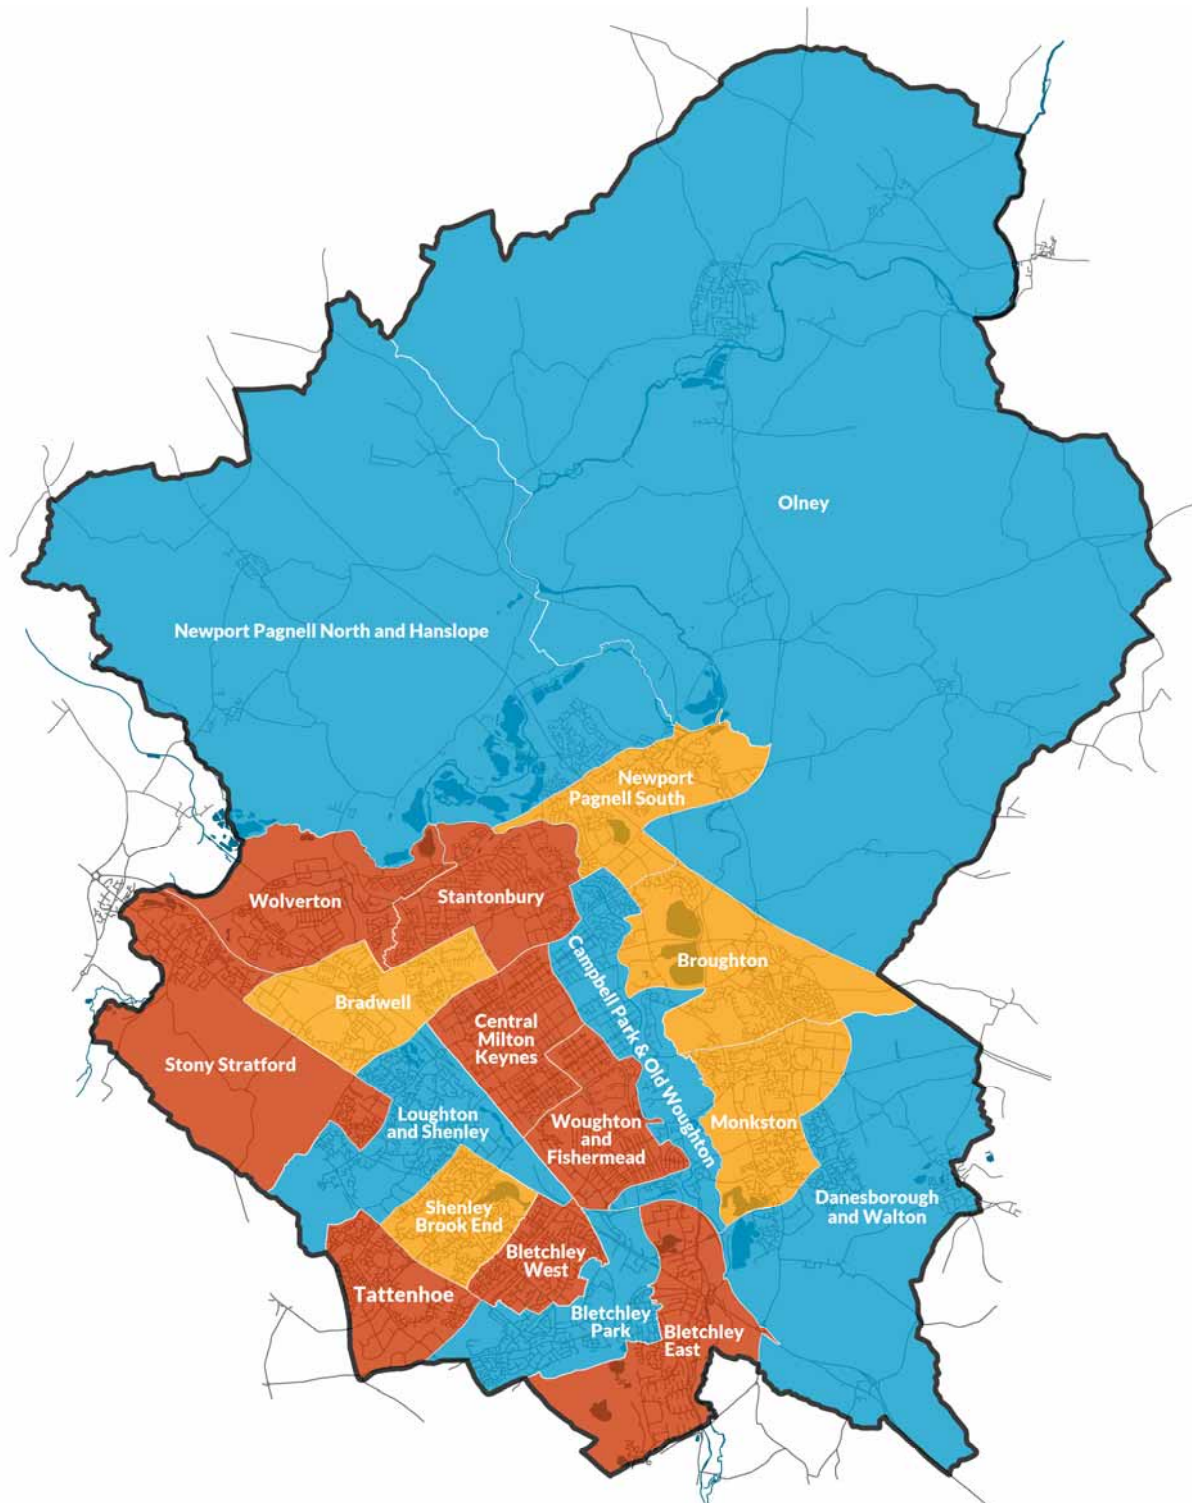 Olney
Newport Pagnell North and Hanslope
Newport
Pagnell South
Wolverton
Stantonbury
Campbell Park & Old Woughton
Broughton
Bradwell
Central
Milton
Keynes
Stony Stratford
Loughton
and Shenley
Woughton
and
Fishermead
Monkston
Danesborough
and Walton
Shenley
Brook End
Bletchley
West
Tattenhoe
Bletchley
Park
Bletchley
East